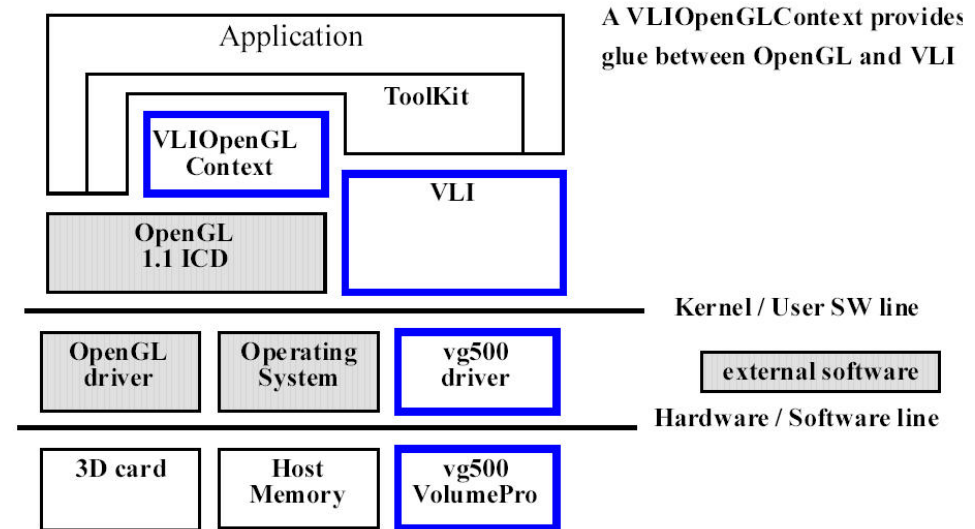 A VLIOpenGLContext provides
glue between OpenGL and VLI
Application
ToolKit
VLIOpenGL
Context
VLI
OpenGL
1.1 ICD
Kernel / User SW line
OpenGL
driver
Operating
System
vg500
driver
external software
Hardware / Software line
3D card
Host
Memory
vg500
VolumePro